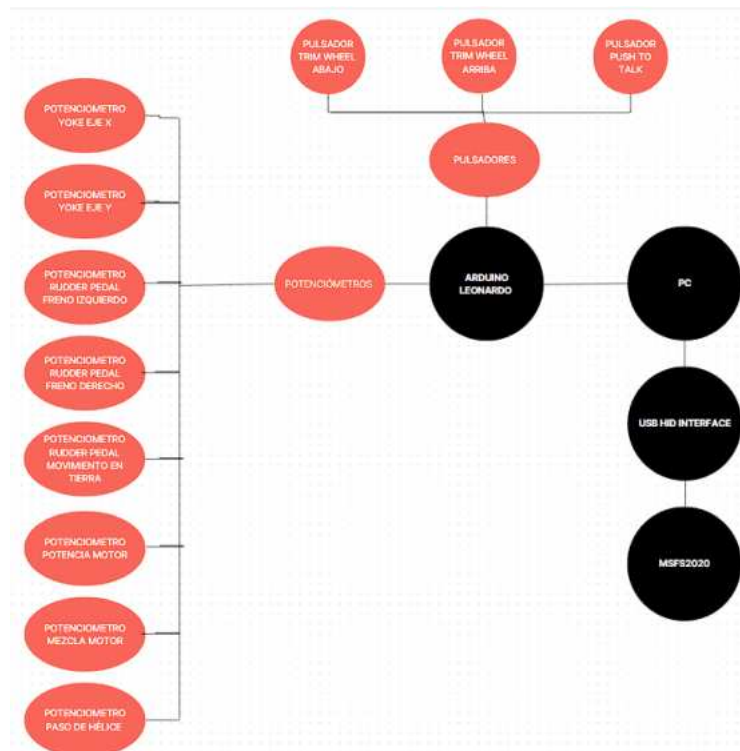 PULSADOR
TRIM WHEEL
ABAJO
PULSADOR
TRIM WHEEL
ARRIBA
PULSADOR
PUSH TO
TALK
PULSADORES
POTENCIOMETRO
YOKE EJE X
POTENCIOMETRO
YOKE EJE Y
POTENCIOMETRO
RUDDER PEDAL
FRENO IZQUIERDO
POTENCIOMETRO
RUDDER PEDAL
FRENO DERECHO
POTENCIOMETRO
RUDDER PEDAL
MOVIMIENTO EN
TIERRA
POTENCIOMETRO
POTENCIA MOTOR
POTENCIOMETRO
MEZCLA MOTOR
POTENCIOMETRO
PASO DE HÉLICE
POTENCIÓMETROS
ARDUINO
LEONARDO
PC
USB HID INTERFACE
MSFS2020